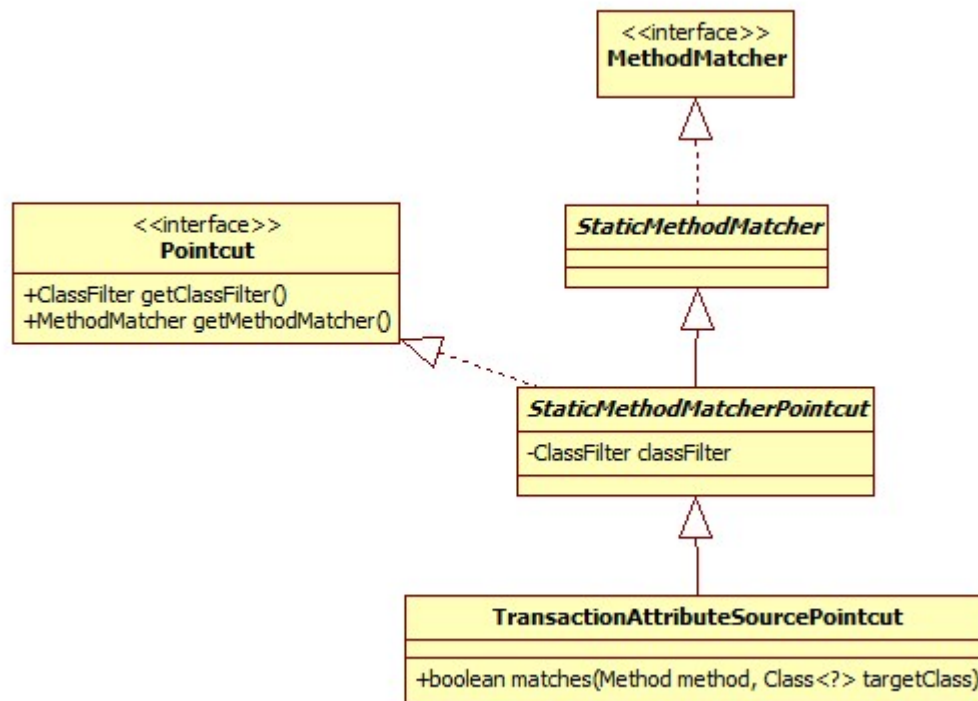 <<interface>>
MethodMatcher
<<interface>>
Pointcut
+ClassFilter getClassFilter()
+MethodMatcher getMethodMatcher()
StaticMethodMatcher
StaticMethodMatcherPointcut
-ClassFilter classFilter
TransactionAttributeSourcePointcut
+boolean matches(Method method, Class<?> targetClass)